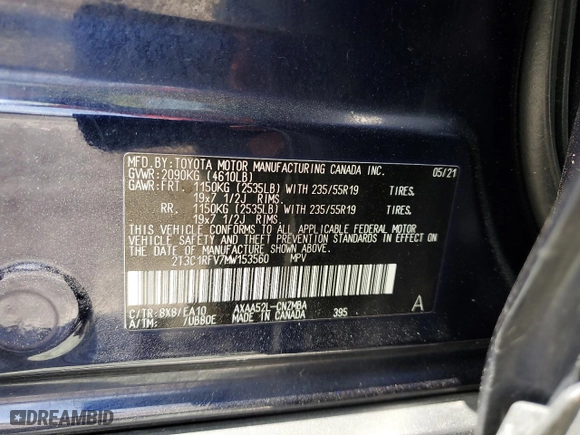 MFD.BY:TOYOTA MOTOR MANUFACTURING CANADA INC. 05/21
GVWR:2090KG (4610LB)
GAWR:FRT. 1150KG (2535LB) WITH 235/55R19 TIRES.
19x7 1/2J RIMS.
RR. 1150KG (2535LB) WITH 235/55R19 TIRES.
19x7 1/2J RIMS.
THIS VEHICLE CONFORMS TO ALL APPLICABLE FEDERAL MOTOR
VEHICLE SAFETY AND THEFT PREVENTION STANDARDS IN EFFECT
ON THE DATE OF MANUFACTURE SHOWN ABOVE.
2T3C1RFV7MW153560 MPV
C/TR:8X8/EA10 AXAA52L-CNZMBA 395 A
A/TM: /UB80E MADE IN CANADA
DREAMBID